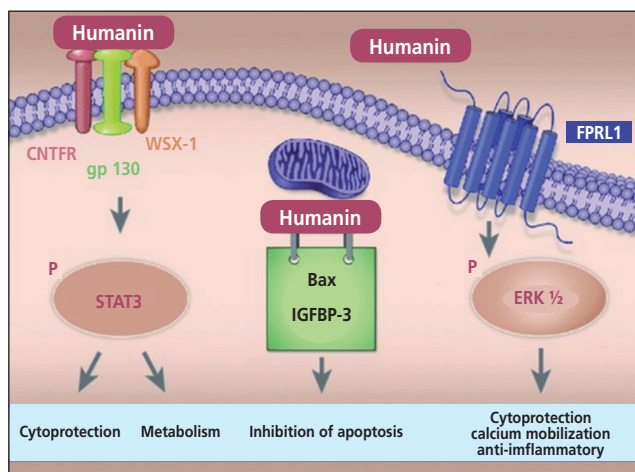 Humanin
Humanin
FPRL1
CNTFR
WSX-1
gp 130
Humanin
Bax
IGFBP-3
P
STAT3
P
ERK ½
Cytoprotection
Metabolism
Inhibition of apoptosis
Cytoprotection
calcium mobilization
anti-imflammatory